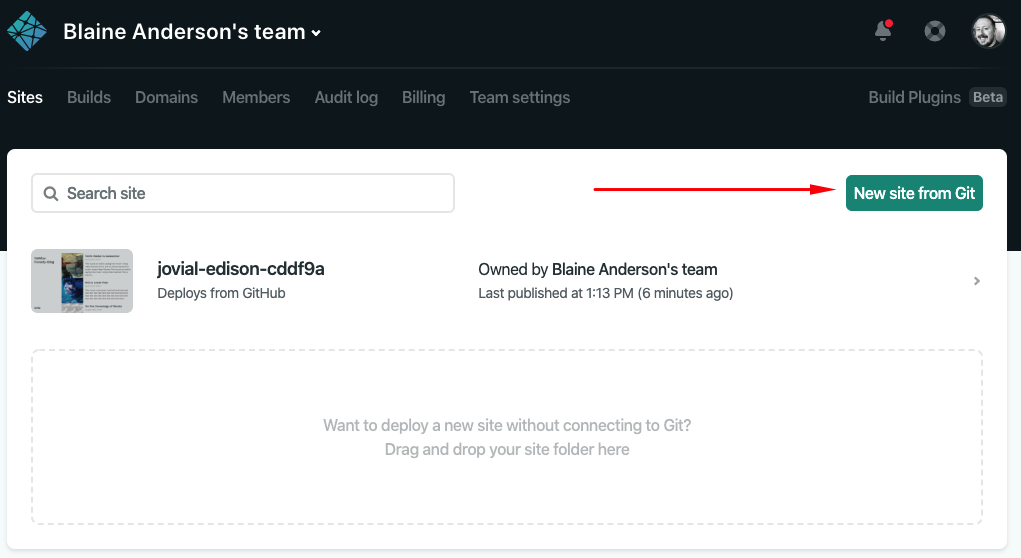 Blaine Anderson's team
Sites Builds Domains Members Audit log Billing Team settings Build Plugins Beta
Search site
New site from Git
jovial-edison-cddf9a
Owned by Blaine Anderson's team
Deploys from GitHub
Last published at 1:13 PM (6 minutes ago)
Want to deploy a new site without connecting to Git?
Drag and drop your site folder here